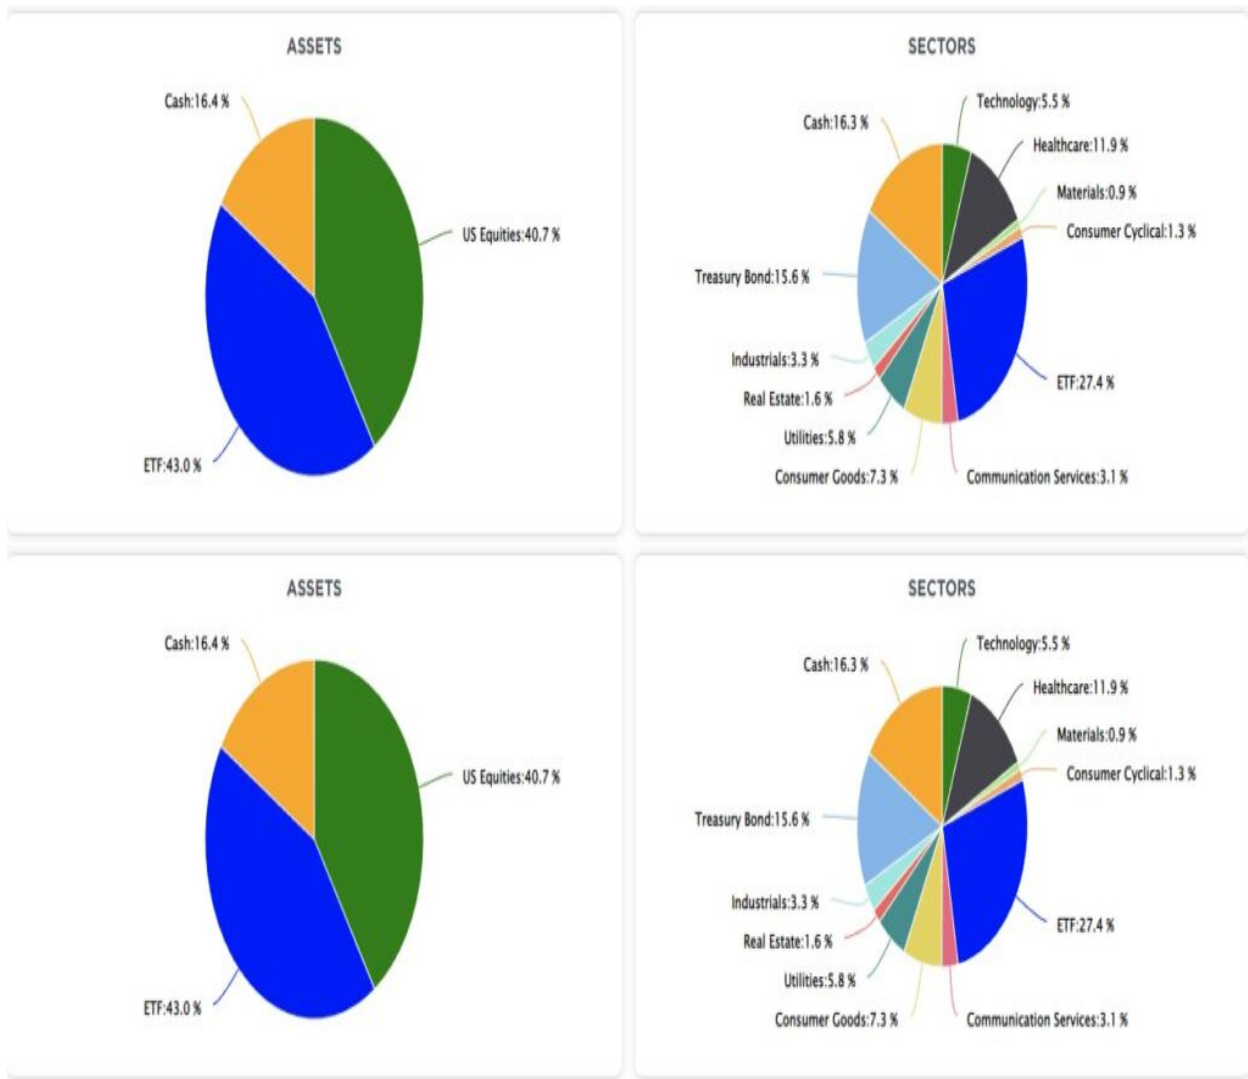 ASSETS
Cash:16.4 %
US Equities:40.7 %
ETF:43.0 %
SECTORS
Technology:5.5 %
Cash:16.3 %
Healthcare:11.9 %
Materials:0.9 %
Consumer Cyclical:1.3 %
Treasury Bond:15.6 %
Industrials:3.3 %
ETF:27.4 %
Real Estate:1.6 %
Utilities:5.8 %
Consumer Goods:7.3 %
Communication Services:3.1 %
ASSETS
Cash:16.4 %
US Equities:40.7 %
ETF:43.0 %
SECTORS
Technology:5.5 %
Cash:16.3 %
Healthcare:11.9 %
Materials:0.9 %
Consumer Cyclical:1.3 %
Treasury Bond:15.6 %
Industrials:3.3 %
ETF:27.4 %
Real Estate:1.6 %
Utilities:5.8 %
Consumer Goods:7.3 %
Communication Services:3.1 %